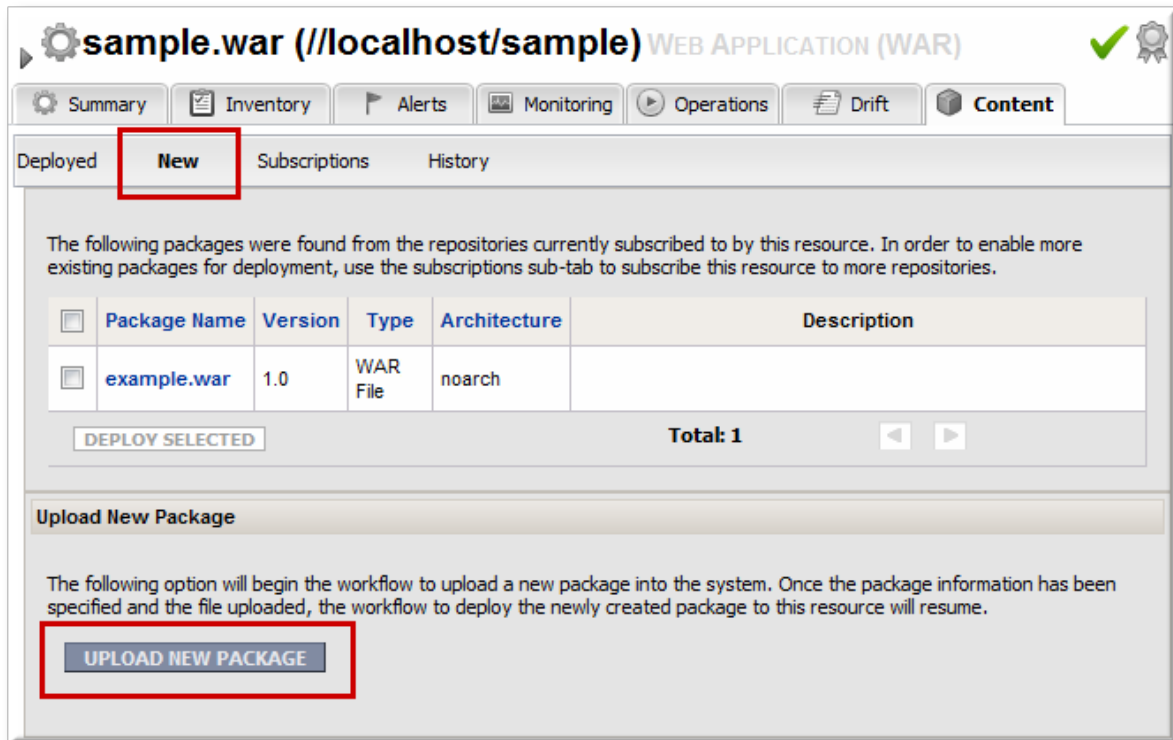 sample.war (//localhost/sample) WEB APPLICATION (WAR)
Summary Inventory Alerts Monitoring Operations Drift Content
Deployed New Subscriptions History
The following packages were found from the repositories currently subscribed to by this resource. In order to enable more
existing packages for deployment, use the subscriptions sub-tab to subscribe this resource to more repositories.
Package Name Version Type Architecture Description
example.war 1.0 WAR File noarch
DEPLOY SELECTED Total: 1
Upload New Package
The following option will begin the workflow to upload a new package into the system. Once the package information has been
specified and the file uploaded, the workflow to deploy the newly created package to this resource will resume.
UPLOAD NEW PACKAGE